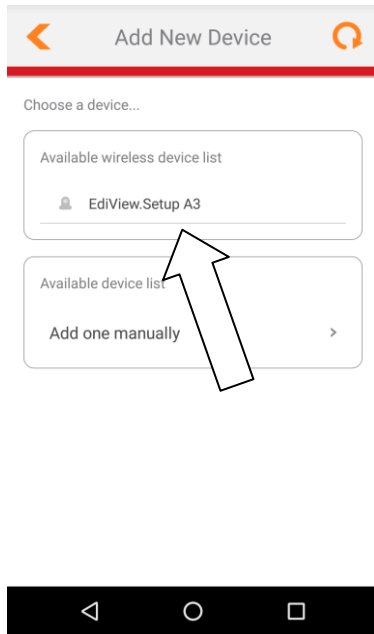 Add New Device
Choose a device...
Available wireless device list
EdiView.Setup A3
Available device list
Add one manually